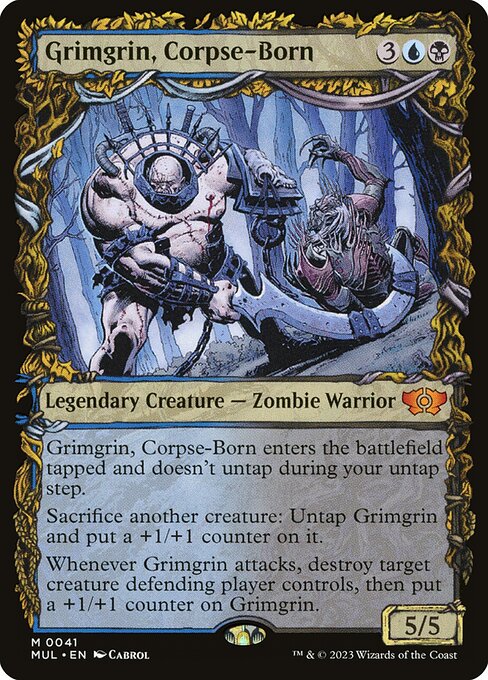 Grimgrin, Corpse-Born 3
Legendary Creature — Zombie Warrior
Grimgrin, Corpse-Born enters the battlefield
tapped and doesn't untap during your untap
step.
Sacrifice another creature: Untap Grimgrin
and put a +1/+1 counter on it.
Whenever Grimgrin attacks, destroy target
creature defending player controls, then put
a +1/+1 counter on Grimgrin.
5/5
M 0041
MUL • EN Cabrol
™ & © 2023 Wizards of the Coast